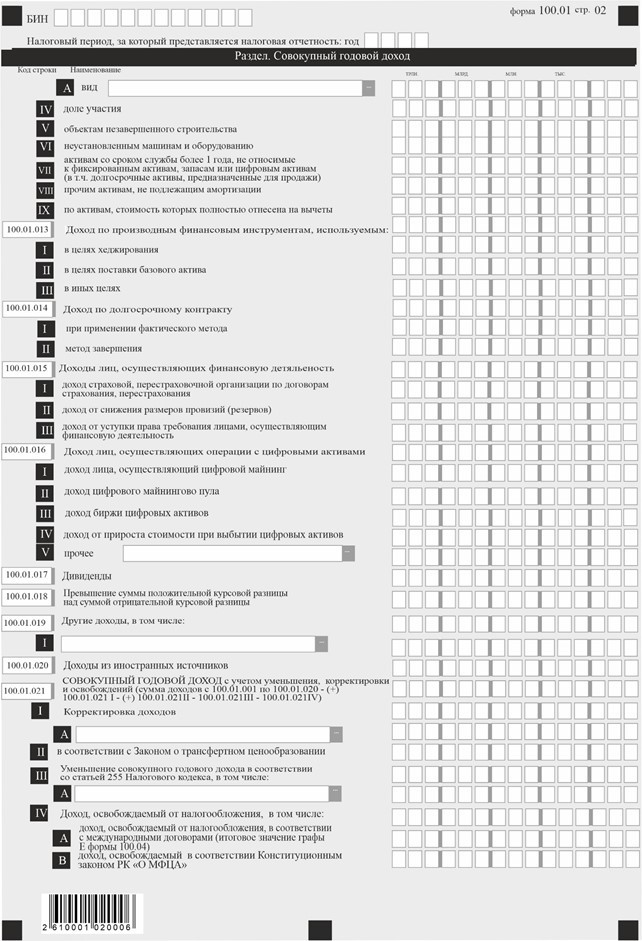 БИН форма 100.01 стр. 02
Налоговый период, за который представляется налоговая отчетность: год
Раздел. Совокупный годовой доход
Код строки Наименование ТРЛН МЛРД МЛН ТЫС
A вид
IV доле участия
V объектам незавершенного строительства
VI неустановленным машинам и оборудованию
VII активам со сроком службы более 1 года, не относимые
к фиксированным активам, запасам или цифровым активам
(в т.ч. долгосрочные активы, предназначенные для продажи)
VIII прочим активам, не подлежащим амортизации
IX по активам, стоимость которых полностью отнесена на вычеты
100.01.013 Доход по производным финансовым инструментам, используемым:
I в целях хеджирования
II в целях поставки базового актива
III в иных целях
100.01.014 Доход по долгосрочному контракту
I при применении фактического метода
II метод завершения
100.01.015 Доходы лиц, осуществляющих финансовую детяльеность
I доход страховой, перестраховочной организации по договорам
страхования, перестрахования
II доход от снижения размеров провизий (резервов)
III доход от уступки права требования лицами, осуществляющим
финансовую деятельность
100.01.016 Доход лиц, осуществляющих операции с цифровыми активами
I доход лица, осуществляющий цифровой майнинг
II доход цифрового майнингово пула
III доход биржи цифровых активов
IV доход от прироста стоимости при выбытии цифровых активов
V прочее
100.01.017 Дивиденды
100.01.018 Превышение суммы положительной курсовой разницы
над суммой отрицательной курсовой разницы
100.01.019 Другие доходы, в том числе:
I
100.01.020 Доходы из иностранных источников
100.01.021 СОВОКУПНЫЙ ГОДОВОЙ ДОХОД с учетом уменьшения, корректировки
и освобождений (сумма доходов с 100.01.001 по 100.01.020 - (+)
100.01.021 I - (+) 100.01.021II - 100.01.021III - 100.01.021IV)
I Корректировка доходов
A
II в соответствии с Законом о трансфертном ценообразовании
III Уменьшение совокупного годового дохода в соответствии
со статьей 255 Налогового кодекса, в том числе:
A
IV Доход, освобождаемый от налогообложения, в том числе:
A доход, освобождаемый от налогообложения, в соответствии
с международными договорами (итоговое значение графы
E формы 100.04)
B доход, освобождаемый в соответствии Конституционным
законом РК «О МФЦА»
2610001020006